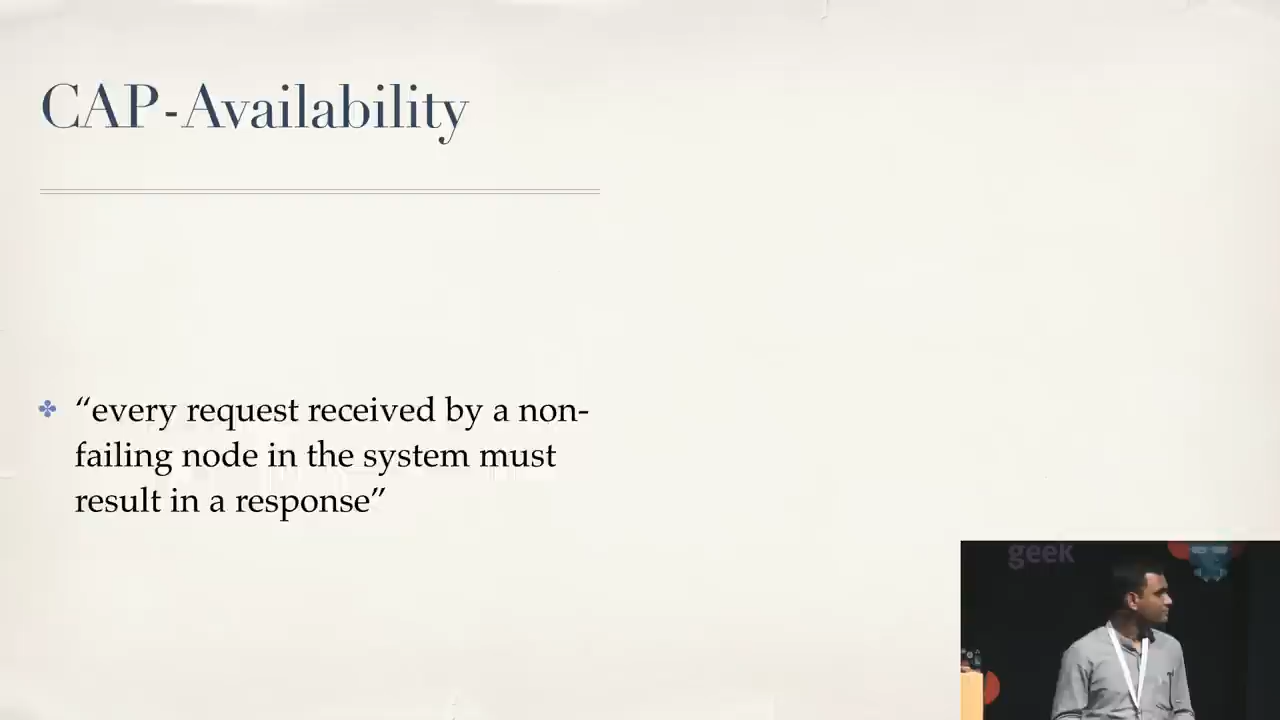 CAP-Availability
“every request received by a non-
failing node in the system must
result in a response”
geek